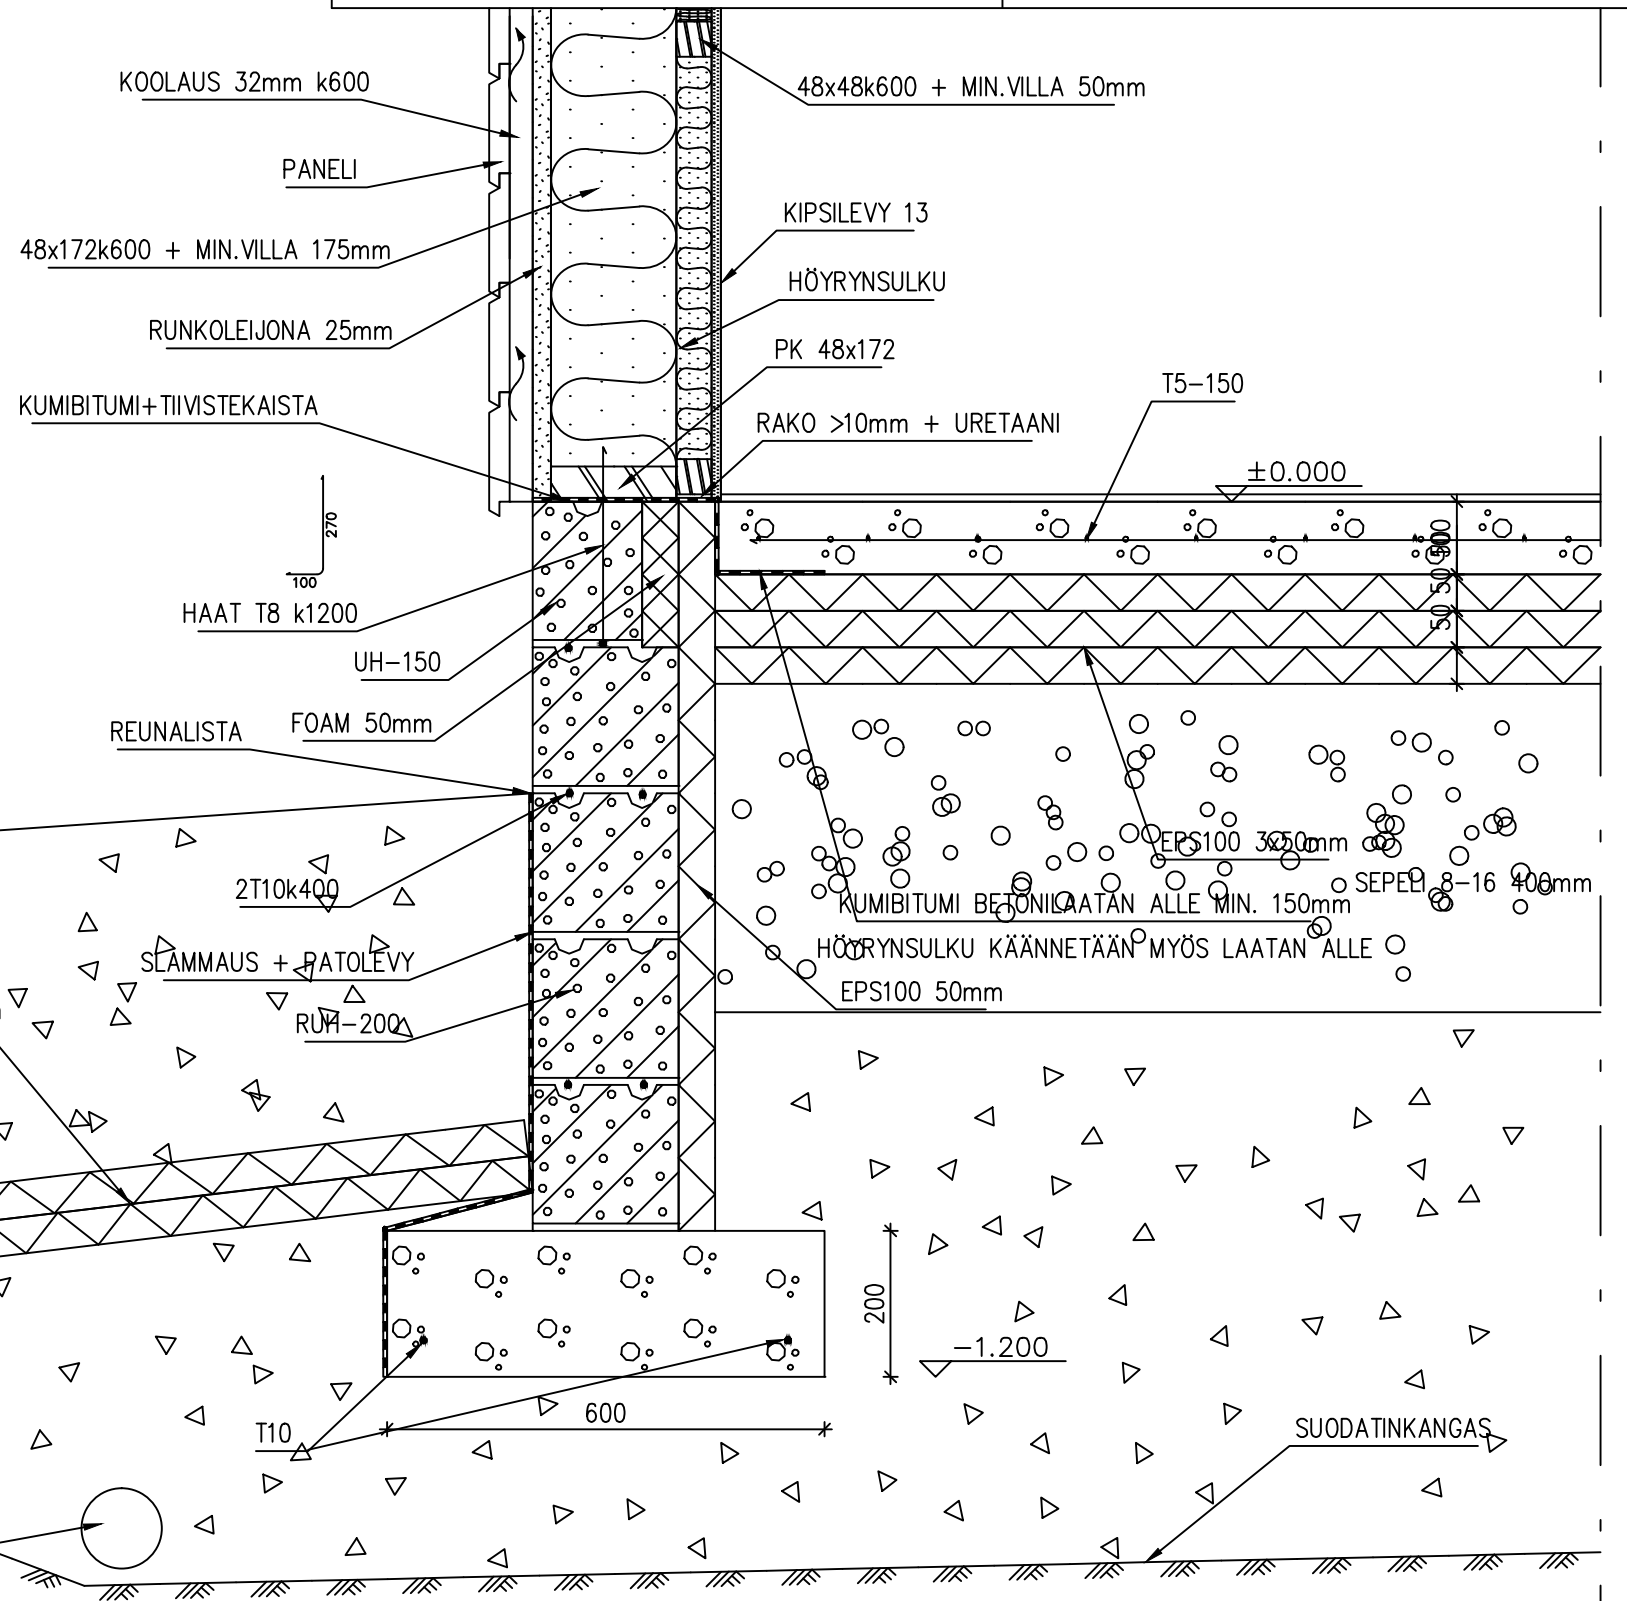 KOOLAUS 32mm k600
48x48k600 + MIN.VILLA 50mm
PANELI
KIPSILEVY 13
48x172k600 + MIN.VILLA 175mm
HÖYRYNSULKU
RUNKOLEIJONA 25mm
PK 48x172
T5-150
KUMIBITUMI+TIIVISTEKAISTA
RAKO >10mm + URETAANI
±0.000
270
100
HAAT T8 k1200
50
50
UH-150
FOAM 50mm
REUNALISTA
EPS100 3x50mm
2T10k400
SEPELI 8-16 400mm
KUMIBITUMI BETONILAATAN ALLE MIN. 150mm
HÖYRYNSULKU KÄÄNNETÄÄN MYÖS LAATAN ALLE
SLAMMAUS + PATOLEVY
EPS100 50mm
RUH-200
200
-1.200
600
T10
SUODATINKANGAS